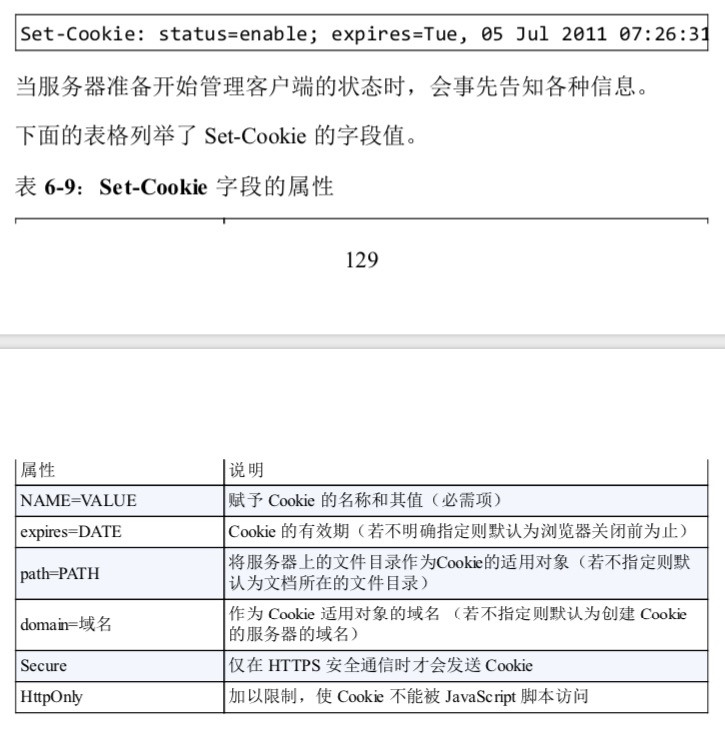 Set-Cookie: status=enable; expires=Tue, 05 Jul 2011 07:26:31
当服务器准备开始管理客户端的状态时，会事先告知各种信息。
下面的表格列举了 Set-Cookie 的字段值。
表 6-9：Set-Cookie 字段的属性
129
属性 说明
NAME=VALUE 赋予 Cookie 的名称和其值（必需项）
expires=DATE Cookie 的有效期（若不明确指定则默认为浏览器关闭前为止）
path=PATH 将服务器上的文件目录作为Cookie的适用对象（若不指定则默
认为文档所在的文件目录）
domain=域名 作为 Cookie 适用对象的域名 （若不指定则默认为创建 Cookie
的服务器的域名）
Secure 仅在 HTTPS 安全通信时才会发送 Cookie
HttpOnly 加以限制，使 Cookie 不能被 JavaScript 脚本访问